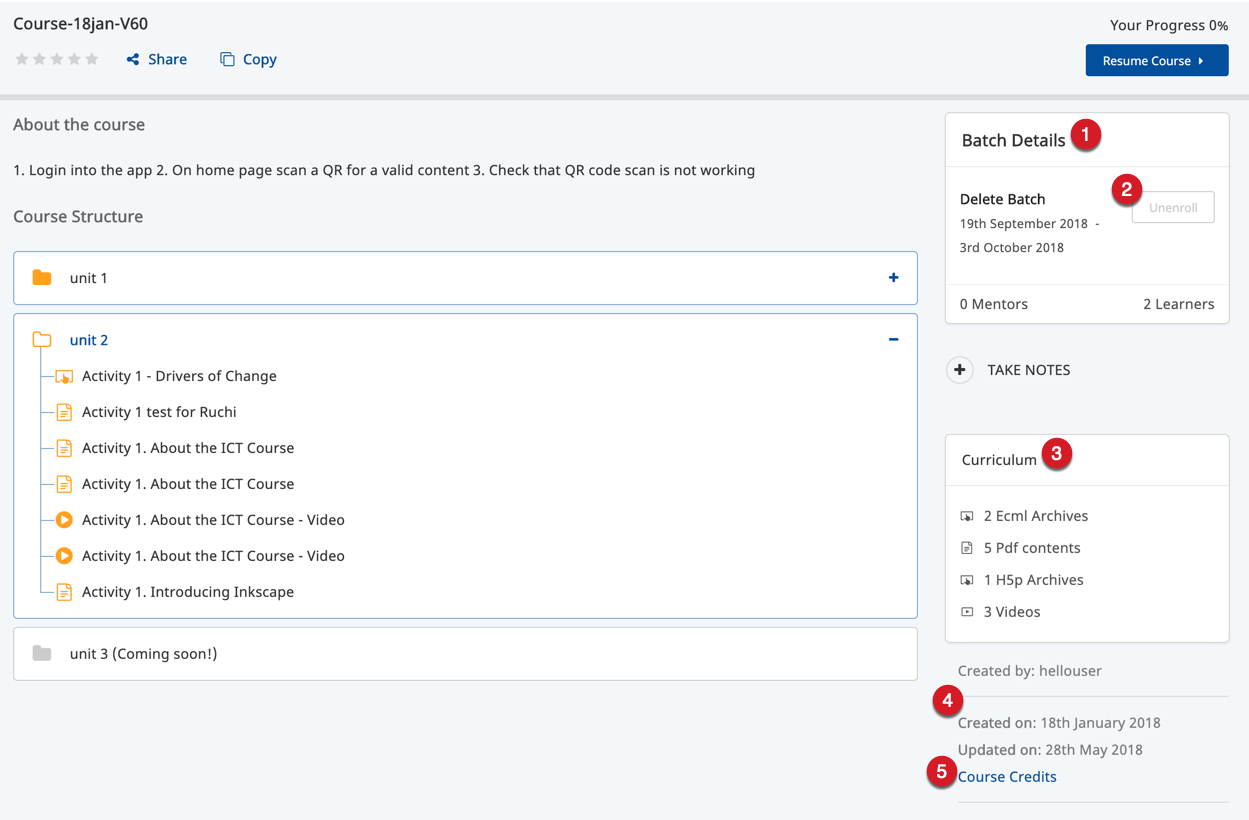 Course-18jan-V60
Your Progress 0%
Share
Copy
Resume Course
About the course
1. Login into the app 2. On home page scan a QR for a valid content 3. Check that QR code scan is not working
Course Structure
unit 1
unit 2
Activity 1 - Drivers of Change
Activity 1 test for Ruchi
Activity 1. About the ICT Course
Activity 1. About the ICT Course
Activity 1. About the ICT Course - Video
Activity 1. About the ICT Course - Video
Activity 1. Introducing Inkscape
unit 3 (Coming soon!)
Batch Details 1
Delete Batch
2
Unenroll
19th September 2018 -
3rd October 2018
0 Mentors
2 Learners
TAKE NOTES
Curriculum 3
2 Ecml Archives
5 Pdf contents
1 H5p Archives
3 Videos
Created by: hellouser
4
Created on: 18th January 2018
Updated on: 28th May 2018
5
Course Credits